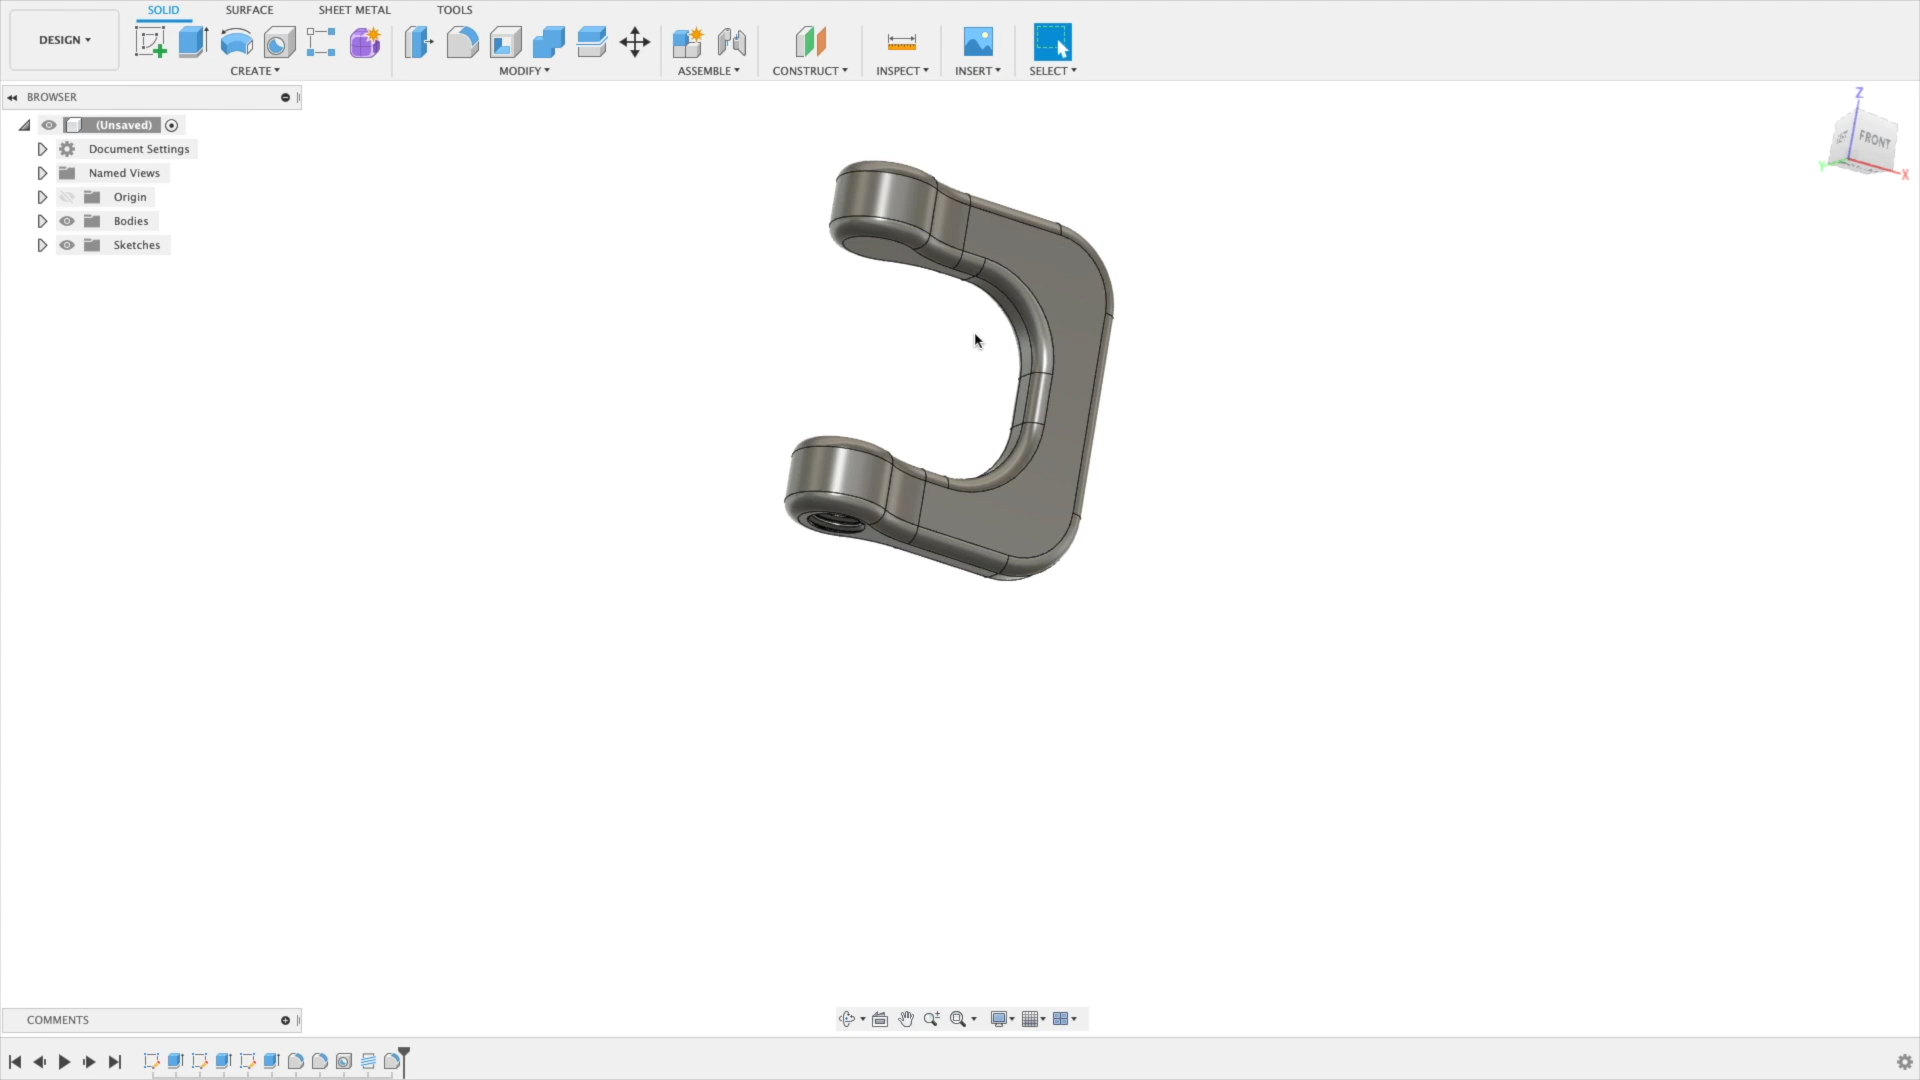 SOLID SURFACE SHEET METAL TOOLS
DESIGN
CREATE MODIFY ASSEMBLE CONSTRUCT INSPECT INSERT SELECT
BROWSER
(Unsaved)
Document Settings
Named Views
Origin
Bodies
Sketches
Z
FRONT
Y
X
COMMENTS